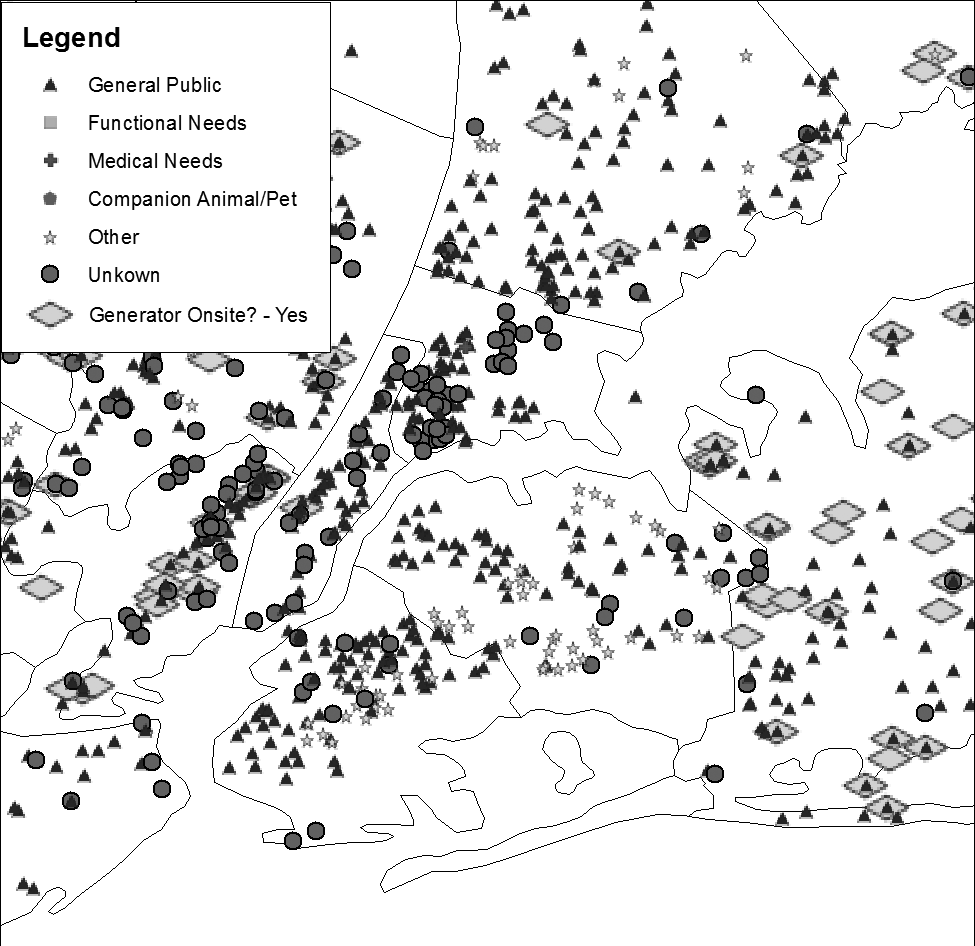 Legend
General Public
Functional Needs
Medical Needs
Companion Animal/Pet
Other
Unkown
Generator Onsite? - Yes